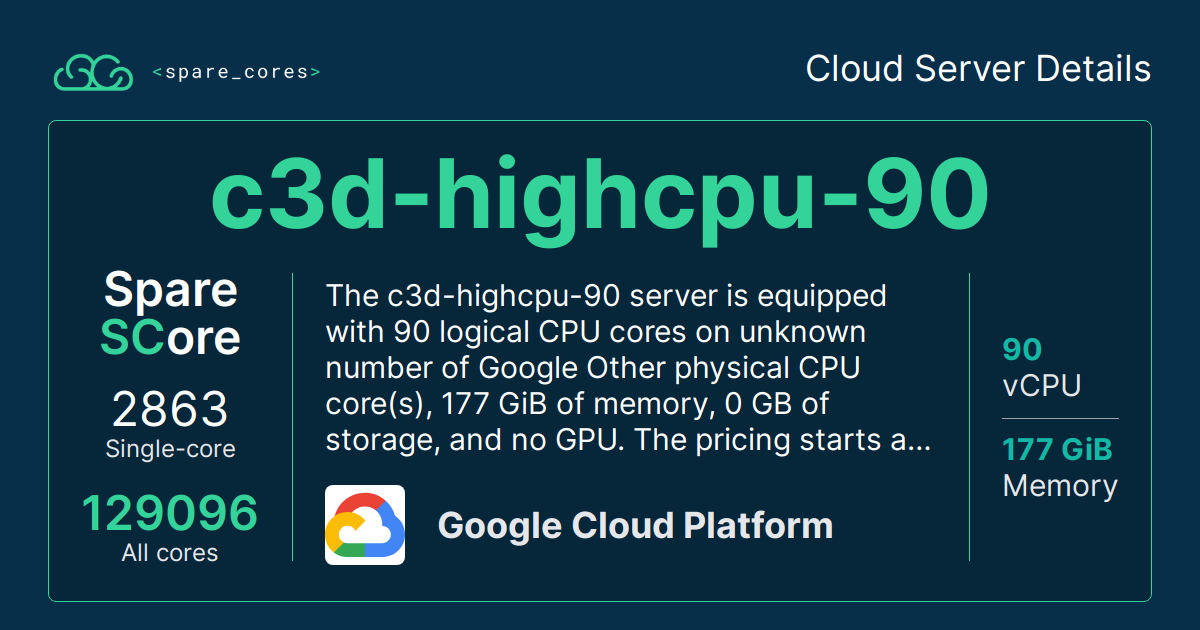 <spare_cores>
Cloud Server Details
c3d-highcpu-90
Spare
SCore
2863
Single-core
129096
All cores
The c3d-highcpu-90 server is equipped
with 90 logical CPU cores on unknown
number of Google Other physical CPU
core(s), 177 GiB of memory, 0 GB of
storage, and no GPU. The pricing starts a...
Google Cloud Platform
90
vCPU
177 GiB
Memory